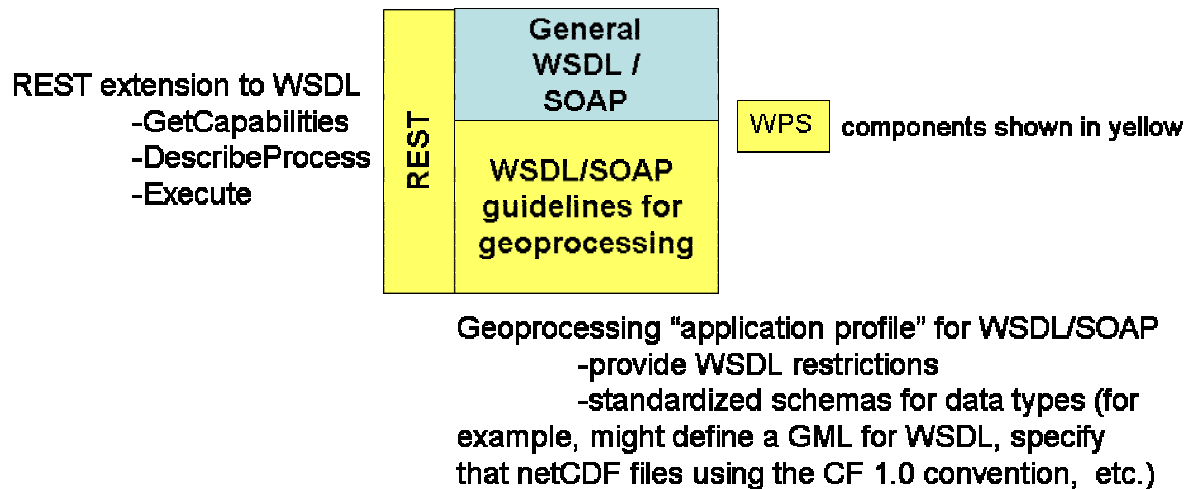 REST extension to WSDL
-GetCapabilities
-DescribeProcess
-Execute
REST
General
WSDL /
SOAP
WSDL/SOAP
guidelines for
geoprocessing
WPS
components shown in yellow
Geoprocessing “application profile” for WSDL/SOAP
-provide WSDL restrictions
-standardized schemas for data types (for
example, might define a GML for WSDL, specify
that netCDF files using the CF 1.0 convention, etc.)